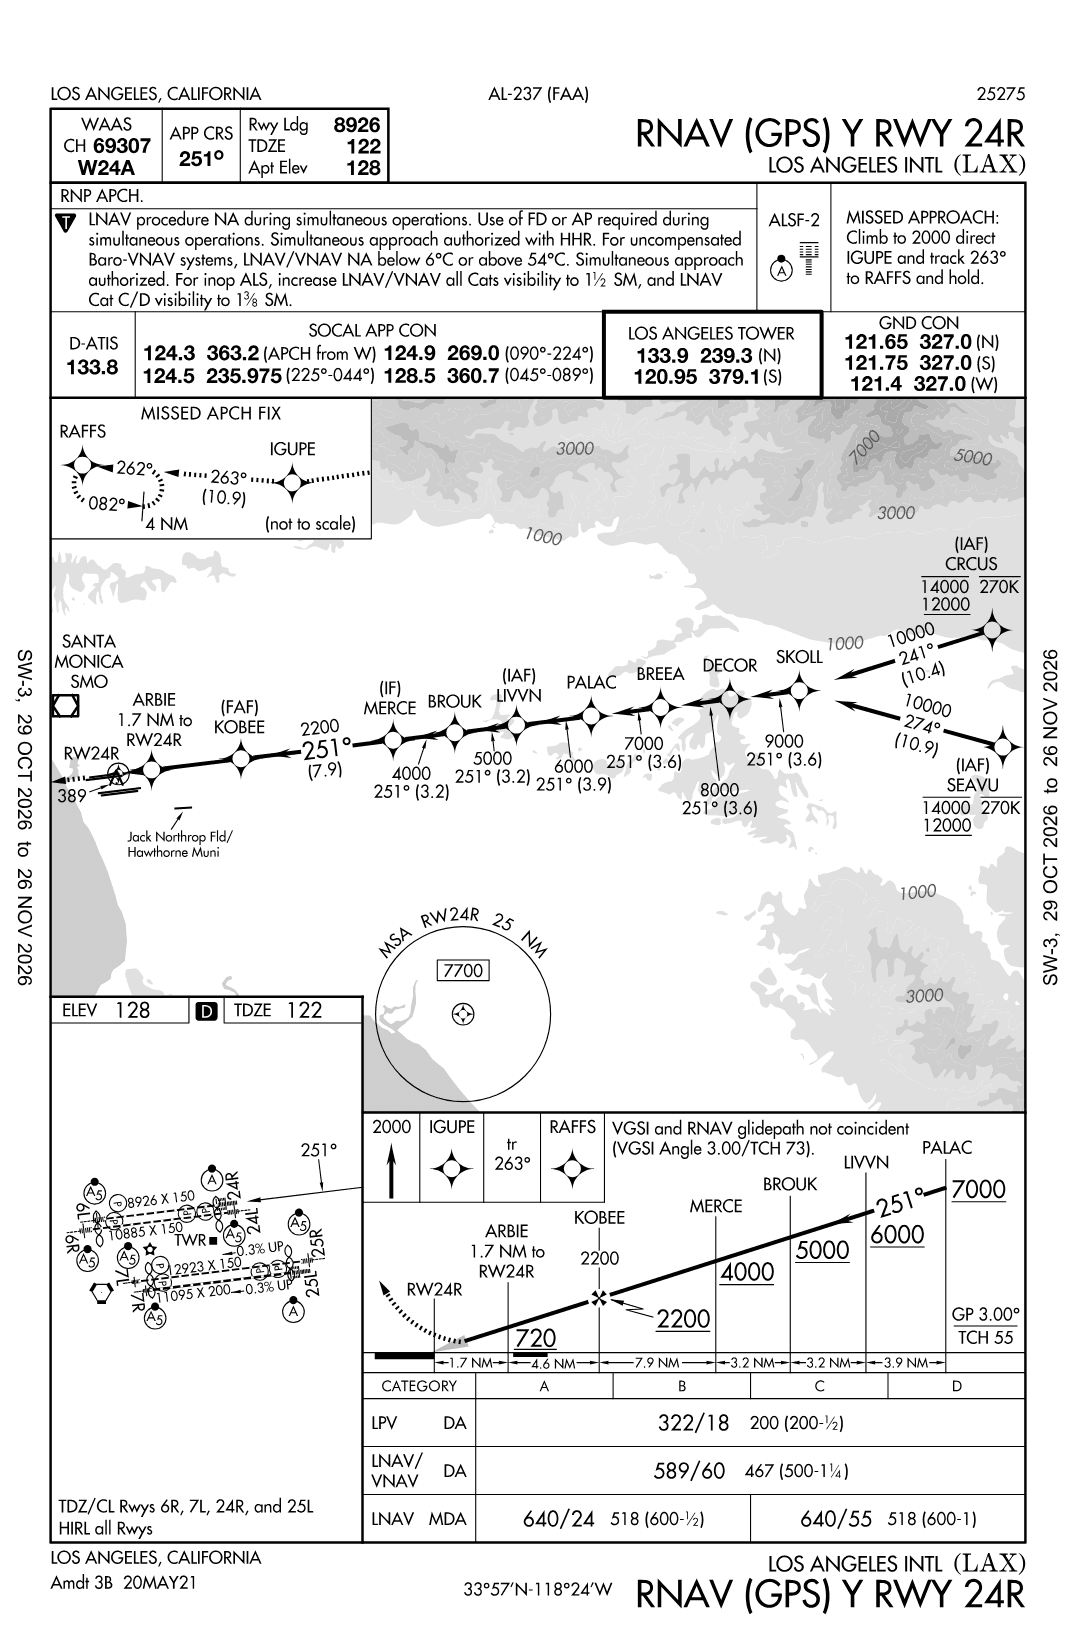 LOS ANGELES, CALIFORNIA
AL-237 (FAA)
25275
WAAS
CH 69307
W24A
APP CRS
251°
Rwy Ldg 8926
TDZE 122
Apt Elev 128
RNAV (GPS) Y RWY 24R
LOS ANGELES INTL (LAX)
RNP APCH.
T
LNAV procedure NA during simultaneous operations. Use of FD or AP required during
simultaneous operations. Simultaneous approach authorized with HHR. For uncompensated
Baro-VNAV systems, LNAV/VNAV NA below 6°C or above 54°C. Simultaneous approach
authorized. For inop ALS, increase LNAV/VNAV all Cats visibility to 1½ SM, and LNAV
Cat C/D visibility to 1⅜ SM.
ALSF-2
A
MISSED APPROACH:
Climb to 2000 direct
IGUPE and track 263°
to RAFFS and hold.
D-ATIS
133.8
SOCAL APP CON
124.3 363.2 (APCH from W) 124.9 269.0 (090°-224°)
124.5 235.975 (225°-044°) 128.5 360.7 (045°-089°)
LOS ANGELES TOWER
133.9 239.3 (N)
120.95 379.1 (S)
GND CON
121.65 327.0 (N)
121.75 327.0 (S)
121.4 327.0 (W)
MISSED APCH FIX
RAFFS
IGUPE
262°
263°
(10.9)
082°
4 NM
(not to scale)
3000
7000
5000
3000
1000
(IAF)
CRCUS
14000 270K
12000
1000
10000
241°
(10.4)
10000
274°
(10.9)
(IAF)
SEAVU
14000 270K
12000
SANTA
MONICA
SMO
ARBIE
1.7 NM to
RW24R
RW24R
389
(FAF)
KOBEE
2200
251°
(7.9)
(IF)
MERCE
BROUK
(IAF)
LIVVN
PALAC
BREEA
DECOR
SKOLL
4000
251° (3.2)
5000
251° (3.2)
6000
251° (3.9)
7000
251° (3.6)
8000
251° (3.6)
9000
251° (3.6)
Jack Northrop Fld/
Hawthorne Muni
1000
3000
MSA RW24R 25 NM
7700
SW-3, 29 OCT 2026 to 26 NOV 2026
SW-3, 29 OCT 2026 to 26 NOV 2026
ELEV 128
D
TDZE 122
251°
A5
A
P
8926 X 150
24R
6L
10885 X 150
24L
6R
A5
A5
A5
A5
TWR
0.3% UP
25R
7L
12923 X 150
11095 X 200
0.3% UP
25L
7R
A5
A
TDZ/CL Rwys 6R, 7L, 24R, and 25L
HIRL all Rwys
2000
IGUPE
tr
263°
RAFFS
VGSI and RNAV glidepath not coincident
(VGSI Angle 3.00/TCH 73).
PALAC
LIVVN
BROUK
MERCE
KOBEE
2200
ARBIE
1.7 NM to
RW24R
RW24R
251°
7000
6000
5000
4000
2200
720
GP 3.00°
TCH 55
1.7 NM
4.6 NM
7.9 NM
3.2 NM
3.2 NM
3.9 NM
CATEGORY A B C D
LPV DA 322/18 200 (200-½)
LNAV/
VNAV DA 589/60 467 (500-1¼)
LNAV MDA 640/24 518 (600-½) 640/55 518 (600-1)
LOS ANGELES, CALIFORNIA
Amdt 3B 20MAY21
33°57'N-118°24'W
LOS ANGELES INTL (LAX)
RNAV (GPS) Y RWY 24R